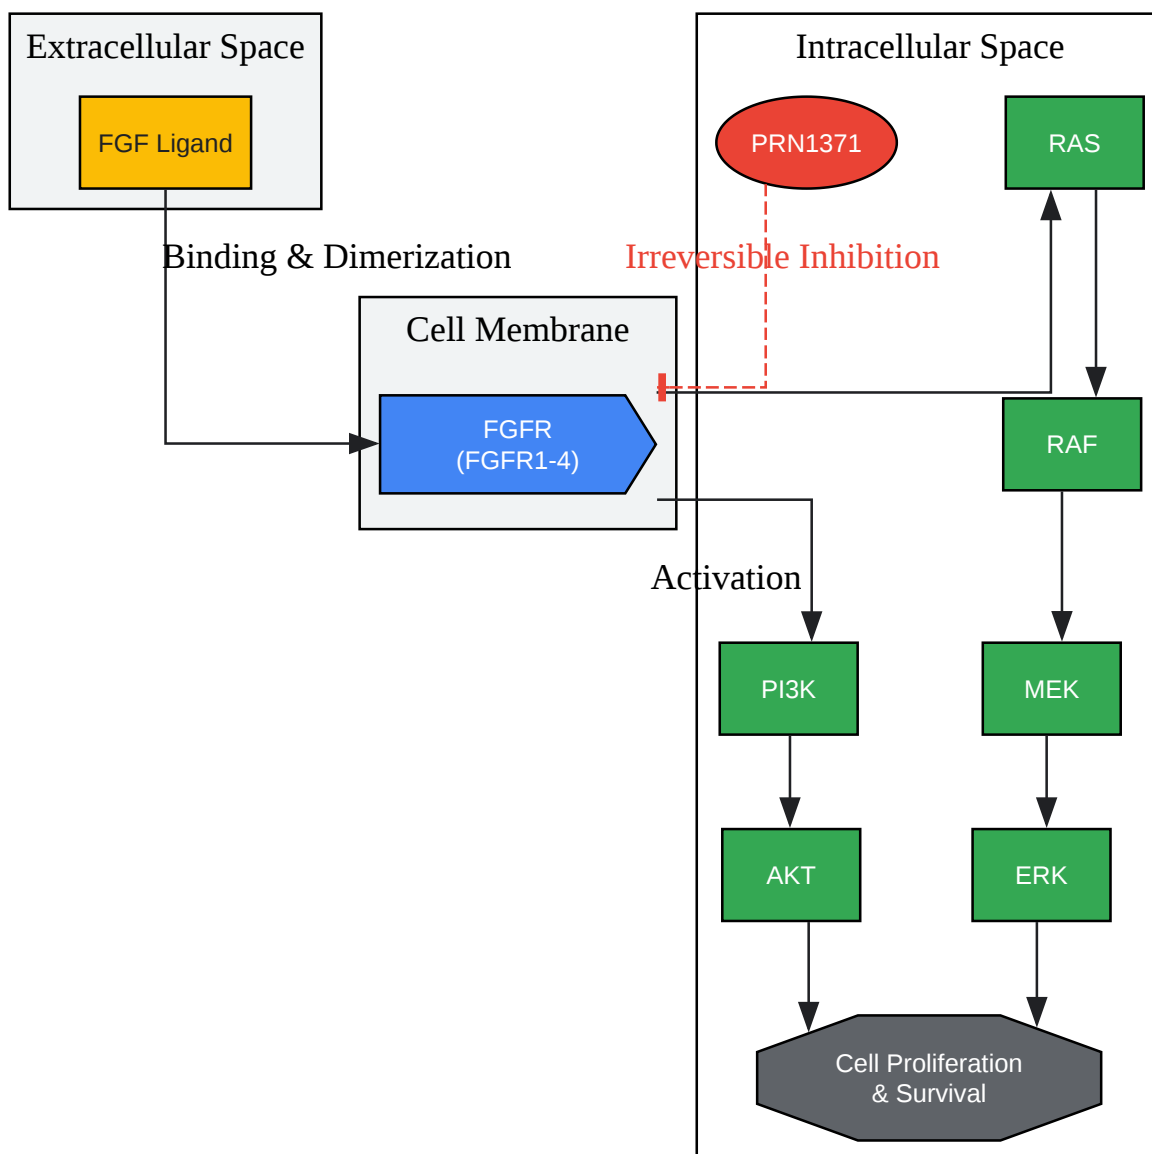 Extracellular Space
Intracellular Space
FGF Ligand
PRN1371
RAS
Binding & Dimerization
Irreversible Inhibition
Cell Membrane
FGFR
(FGFR1-4)
RAF
Activation
PI3K
MEK
AKT
ERK
Cell Proliferation
& Survival